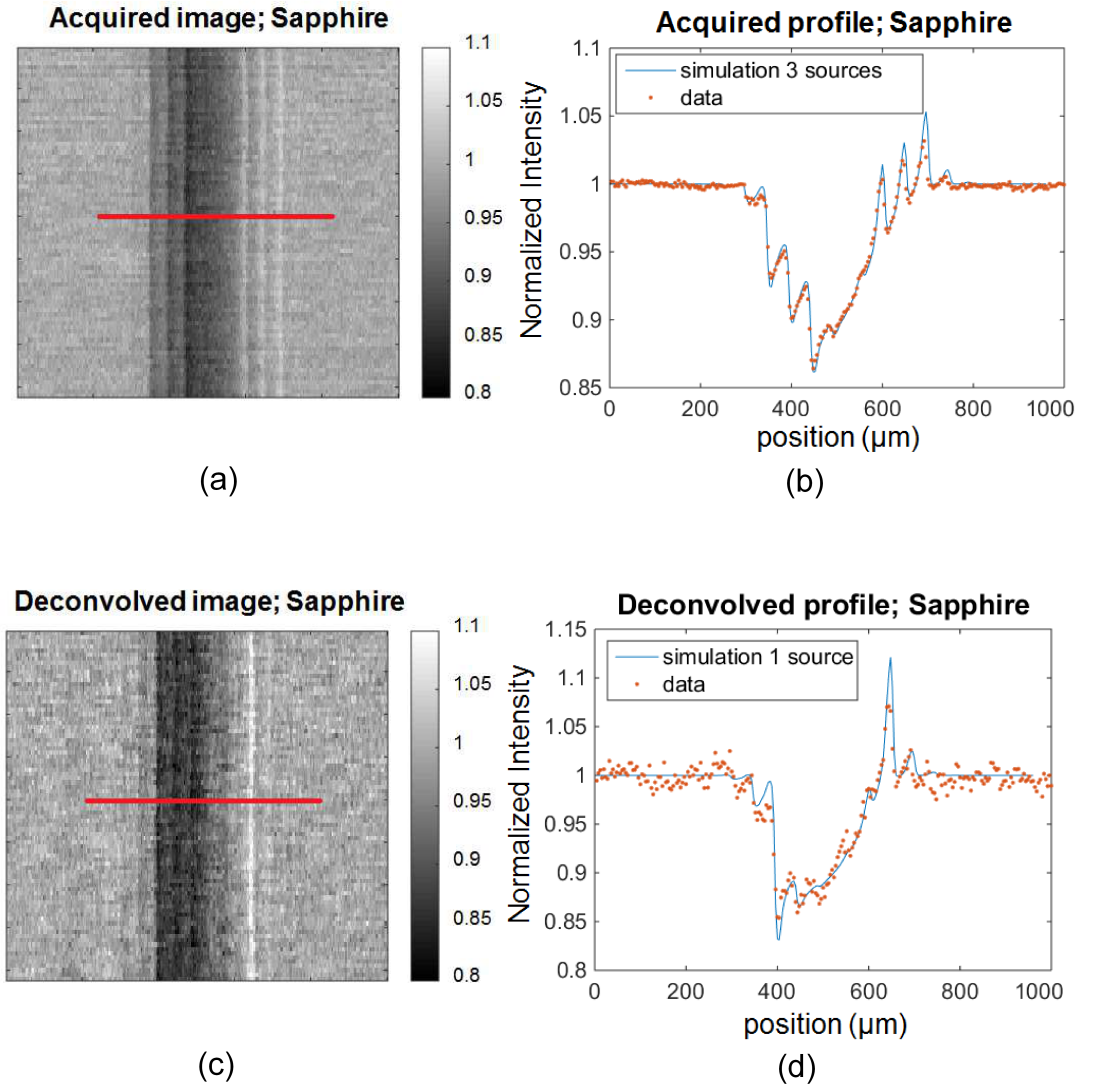 Acquired image; Sapphire
1.1
1.05
1
0.95
0.9
0.85
0.8
(a)
Acquired profile; Sapphire
Normalized Intensity
1.1
1.05
1
0.95
0.9
0.85
simulation 3 sources
data
0 200 400 600 800 1000
position (µm)
(b)
Deconvolved image; Sapphire
1.1
1.05
1
0.95
0.9
0.85
0.8
(c)
Deconvolved profile; Sapphire
Normalized Intensity
1.15
1.1
1.05
1
0.95
0.9
0.85
0.8
simulation 1 source
data
0 200 400 600 800 1000
position (µm)
(d)